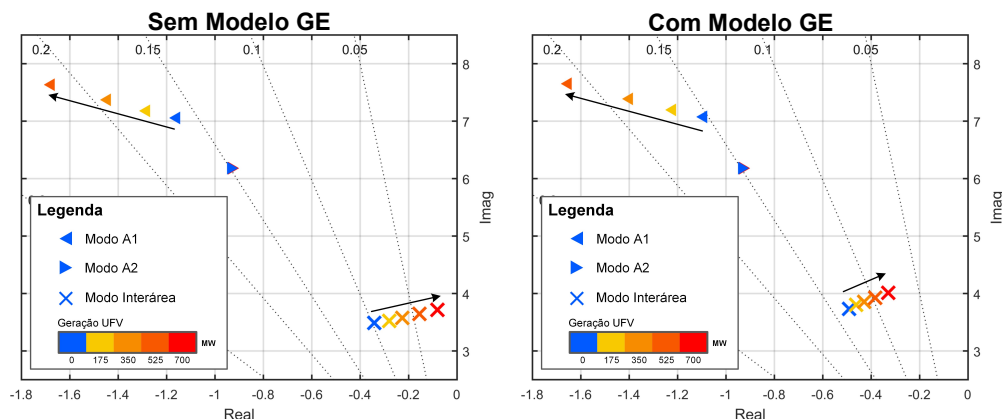 Sem Modelo GE
0.2
0.15
0.1
0.05
8
7
6
5
4
3
Imag
Legenda
Modo A1
Modo A2
Modo Interárea
Geração UFV
MW
0 175 350 525 700
-1.8 -1.6 -1.4 -1.2 -1 -0.8 -0.6 -0.4 -0.2 0
Real
Com Modelo GE
0.2
0.15
0.1
0.05
8
7
6
5
4
3
Imag
Legenda
Modo A1
Modo A2
Modo Interárea
Geração UFV
MW
0 175 350 525 700
-1.8 -1.6 -1.4 -1.2 -1 -0.8 -0.6 -0.4 -0.2 0
Real